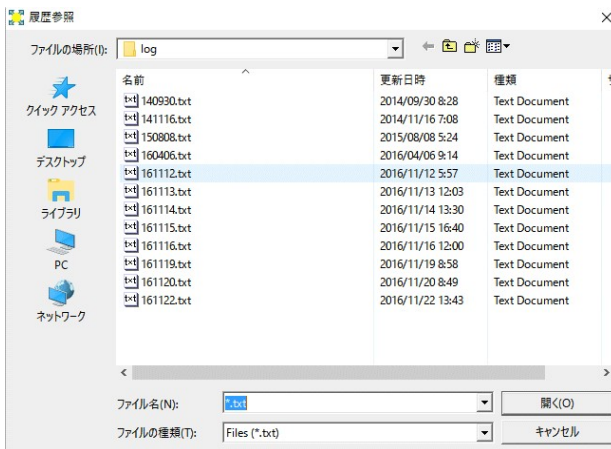 履歴参照
ファイルの場所(I): log
名前 更新日時 種類
140930.txt 2014/09/30 8:28 Text Document
141116.txt 2014/11/16 7:08 Text Document
150808.txt 2015/08/08 5:24 Text Document
160406.txt 2016/04/06 9:14 Text Document
161112.txt 2016/11/12 5:57 Text Document
161113.txt 2016/11/13 12:03 Text Document
161114.txt 2016/11/14 13:30 Text Document
161115.txt 2016/11/15 16:40 Text Document
161116.txt 2016/11/16 12:00 Text Document
161119.txt 2016/11/19 8:58 Text Document
161120.txt 2016/11/20 8:49 Text Document
161122.txt 2016/11/22 13:43 Text Document
クイック アクセス
デスクトップ
ライブラリ
PC
ネットワーク
ファイル名(N): *.txt 開く(O)
ファイルの種類(T): Files (*.txt) キャンセル